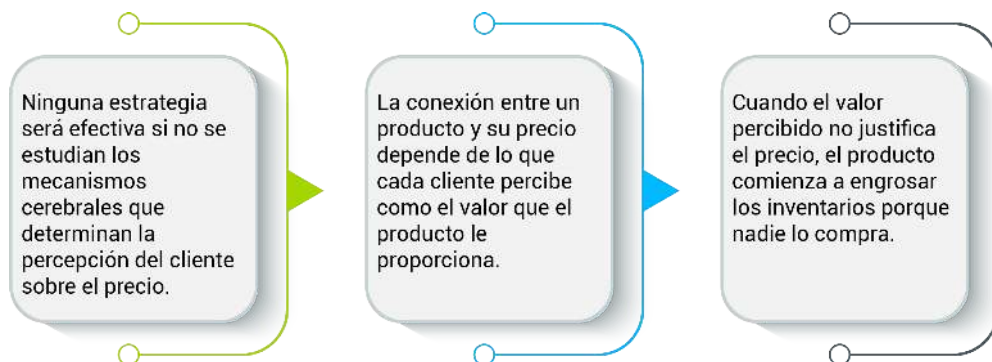 Ninguna estrategia
será efectiva si no se
estudian los
mecanismos
cerebrales que
determinan la
percepción del cliente
sobre el precio.
La conexión entre un
producto y su precio
depende de lo que
cada cliente percibe
como el valor que el
producto le
proporciona.
Cuando el valor
percibido no justifica
el precio, el producto
comienza a engrosar
los inventarios porque
nadie lo compra.